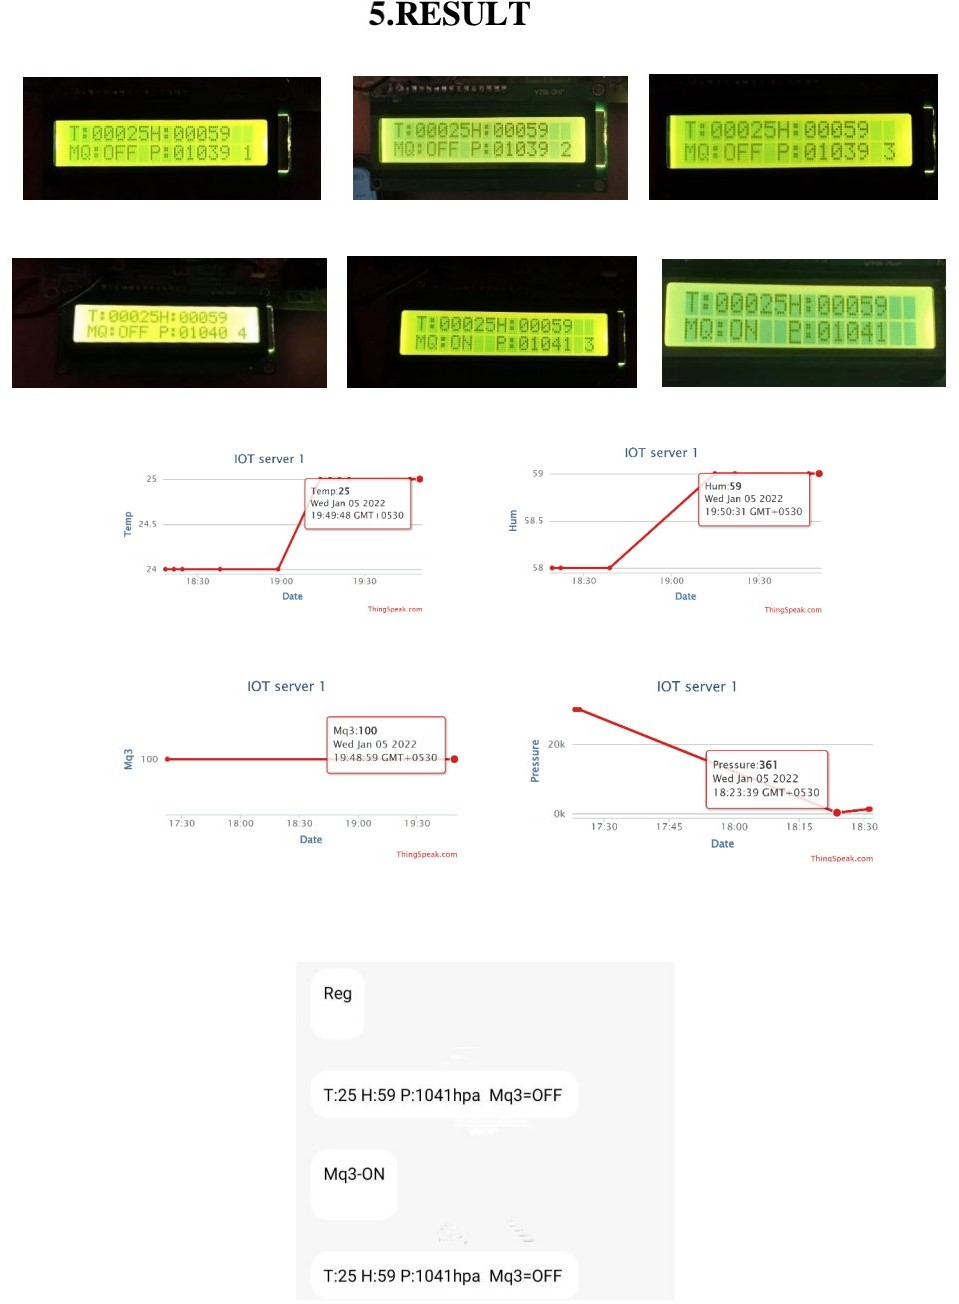 5.RESULT
T:00025H:00059
MQ:OFF P:01039 1
T:00025H:00059
MQ:OFF P:01039 2
T:00025H:00059
MQ:OFF P:01039 3
T:00025H:00059
MQ:OFF P:01040 4
T:00025H:00059
MQ:ON P:01041 3
T:00025H:00059
MQ:ON P:01041
IOT server 1
25
24.5
24
Temp
Temp:25
Wed Jan 05 2022
19:49:48 GMT+0530
18:30 19:00 19:30
Date
ThingSpeak.com
IOT server 1
59
58.5
58
Hum
Hum:59
Wed Jan 05 2022
19:50:31 GMT+0530
18:30 19:00 19:30
Date
ThingSpeak.com
IOT server 1
Mq3
100
Mq3:100
Wed Jan 05 2022
19:48:59 GMT+0530
17:30 18:00 18:30 19:00 19:30
Date
ThingSpeak.com
IOT server 1
Pressure
20k
0k
Pressure:361
Wed Jan 05 2022
18:23:39 GMT+0530
17:30 17:45 18:00 18:15 18:30
Date
ThingSpeak.com
Reg
T:25 H:59 P:1041hpa Mq3=OFF
Mq3-ON
T:25 H:59 P:1041hpa Mq3=OFF